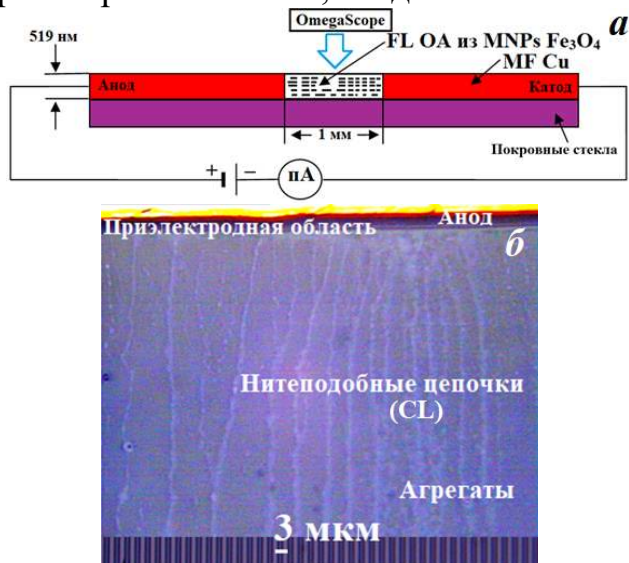 OmegaScope
а
519 нм
FL OA из MNPs Fe₃O₄
MF Cu
Анод
Катод
1 мм
Покровные стекла
+
−
пА
Приэлектродная область
Анод
б
Нитеподобные цепочки
(CL)
Агрегаты
3 мкм